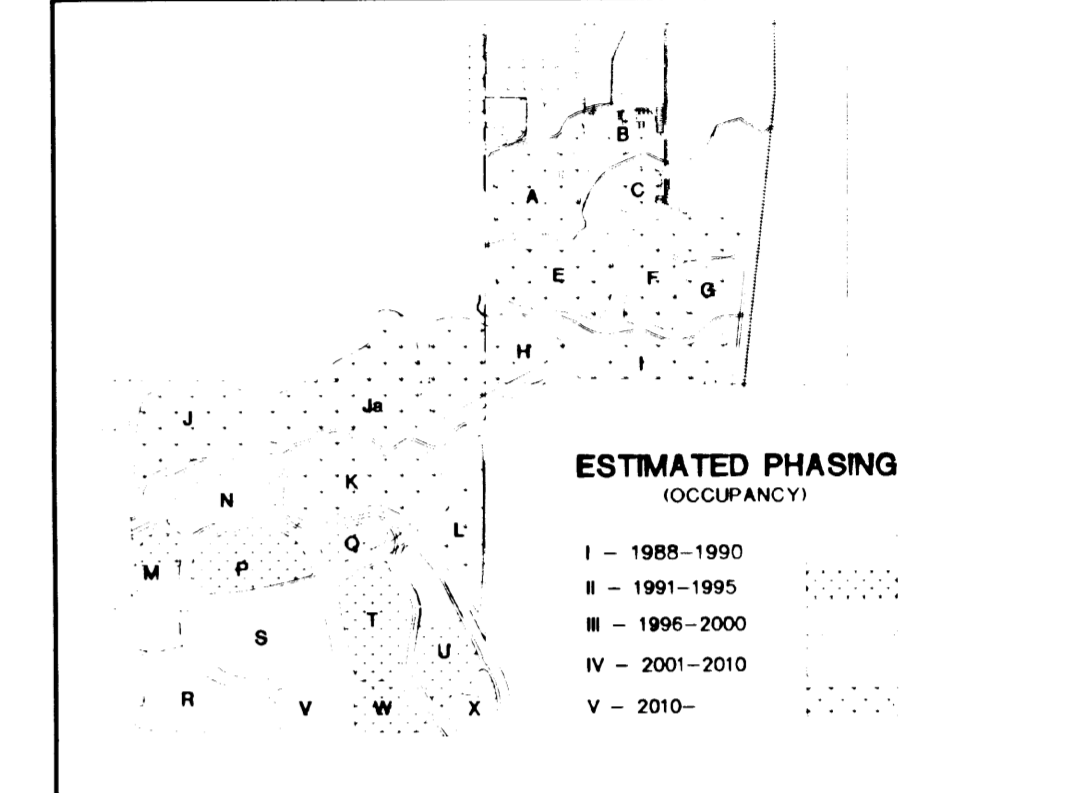 B
A
C
E
F
G
H
I
J
Ja
K
N
L
Q
M
P
T
S
U
R
V
W
X
ESTIMATED PHASING
(OCCUPANCY)
I – 1988–1990
II – 1991–1995
III – 1996–2000
IV – 2001–2010
V – 2010–